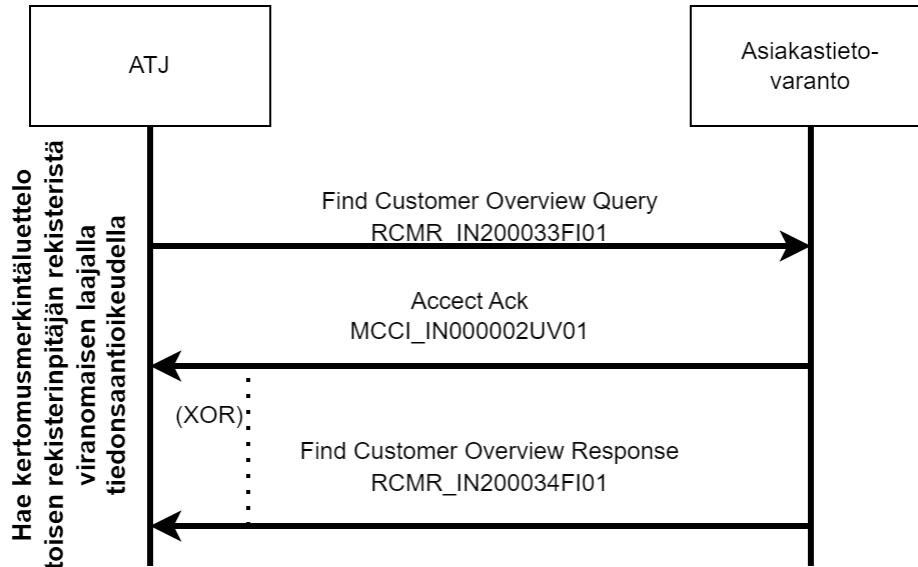 ATJ
Asiakastieto-
varanto
Hae kertomusmerkintäluettelo
toisen rekisterinpitäjän rekisteristä
viranomaisen laajalla
tiedonsaantioikeudella
Find Customer Overview Query
RCMR_IN200033FI01
Accect Ack
MCCI_IN000002UV01
(XOR)
Find Customer Overview Response
RCMR_IN200034FI01